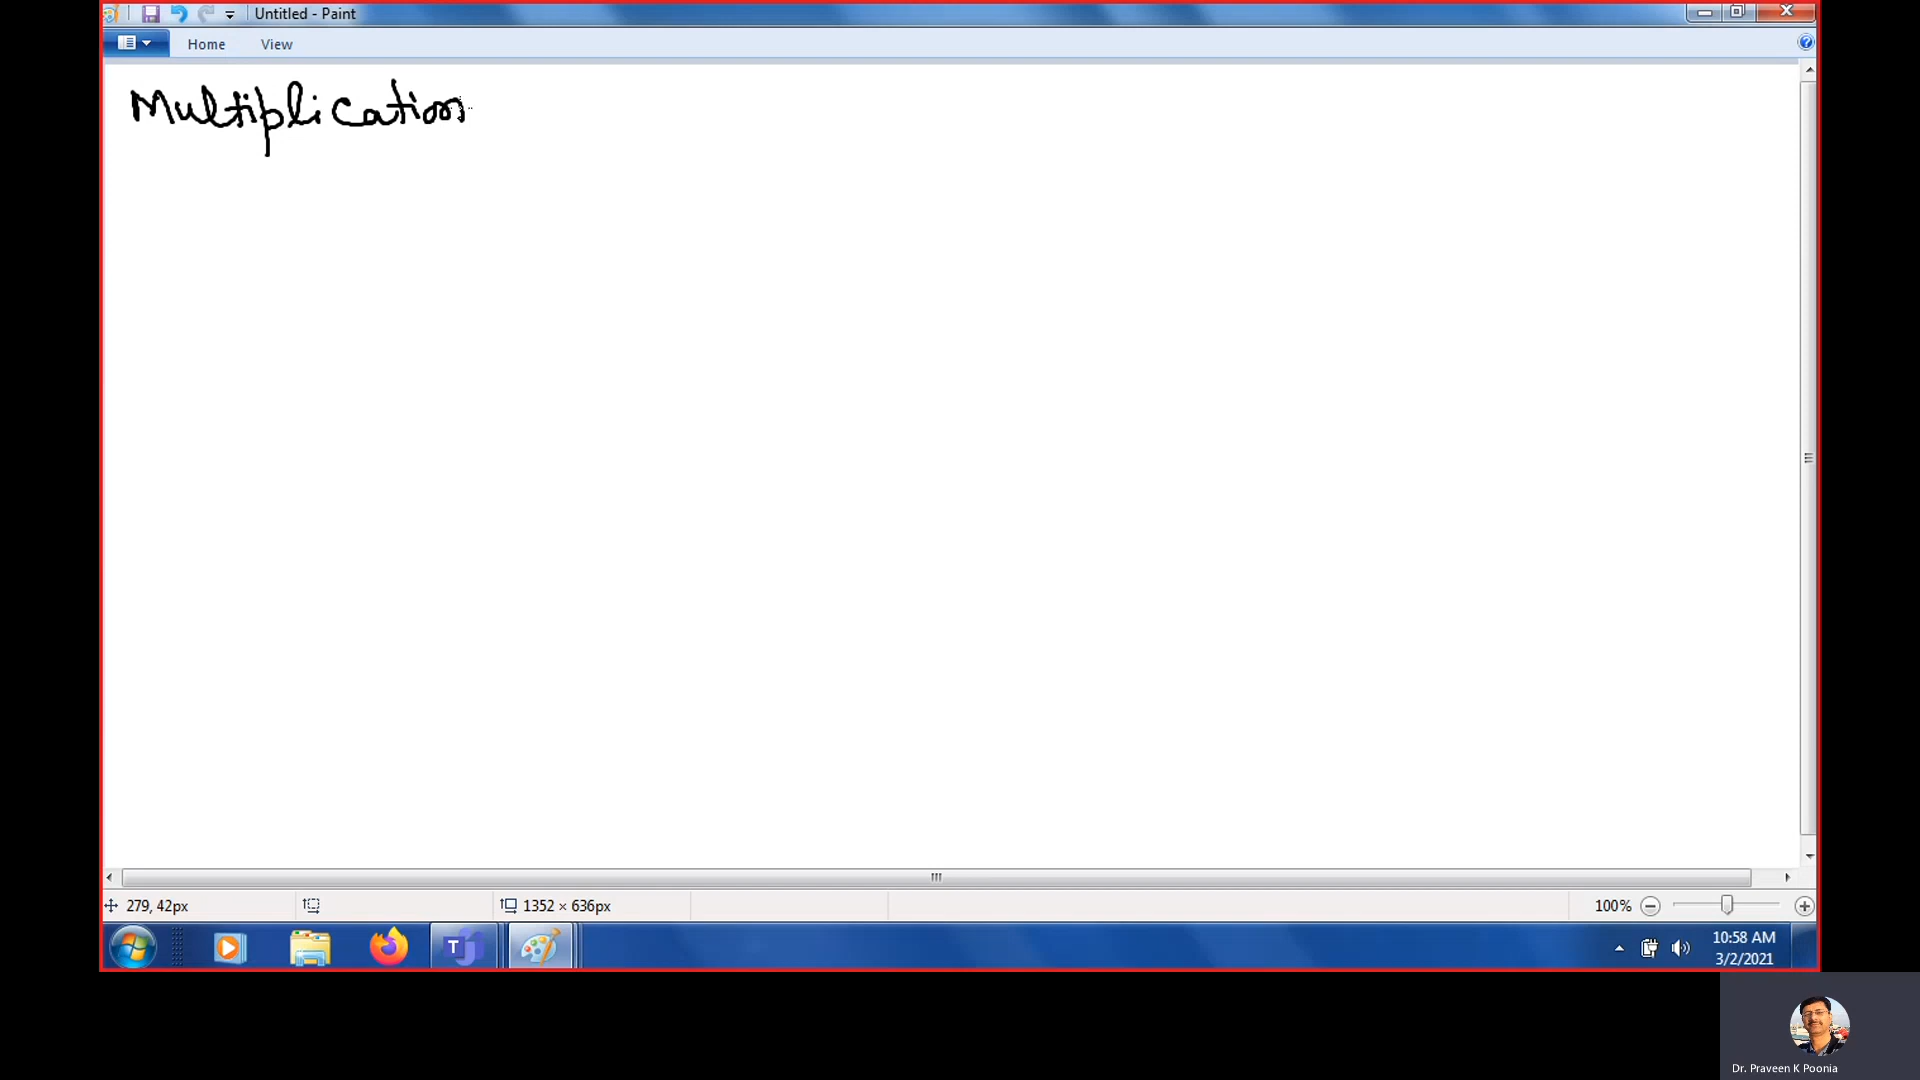 Untitled - Paint
Home View
Multiplication
279, 42px
1352 × 636px
100%
T
10:58 AM
3/2/2021
Dr. Praveen K Poonia